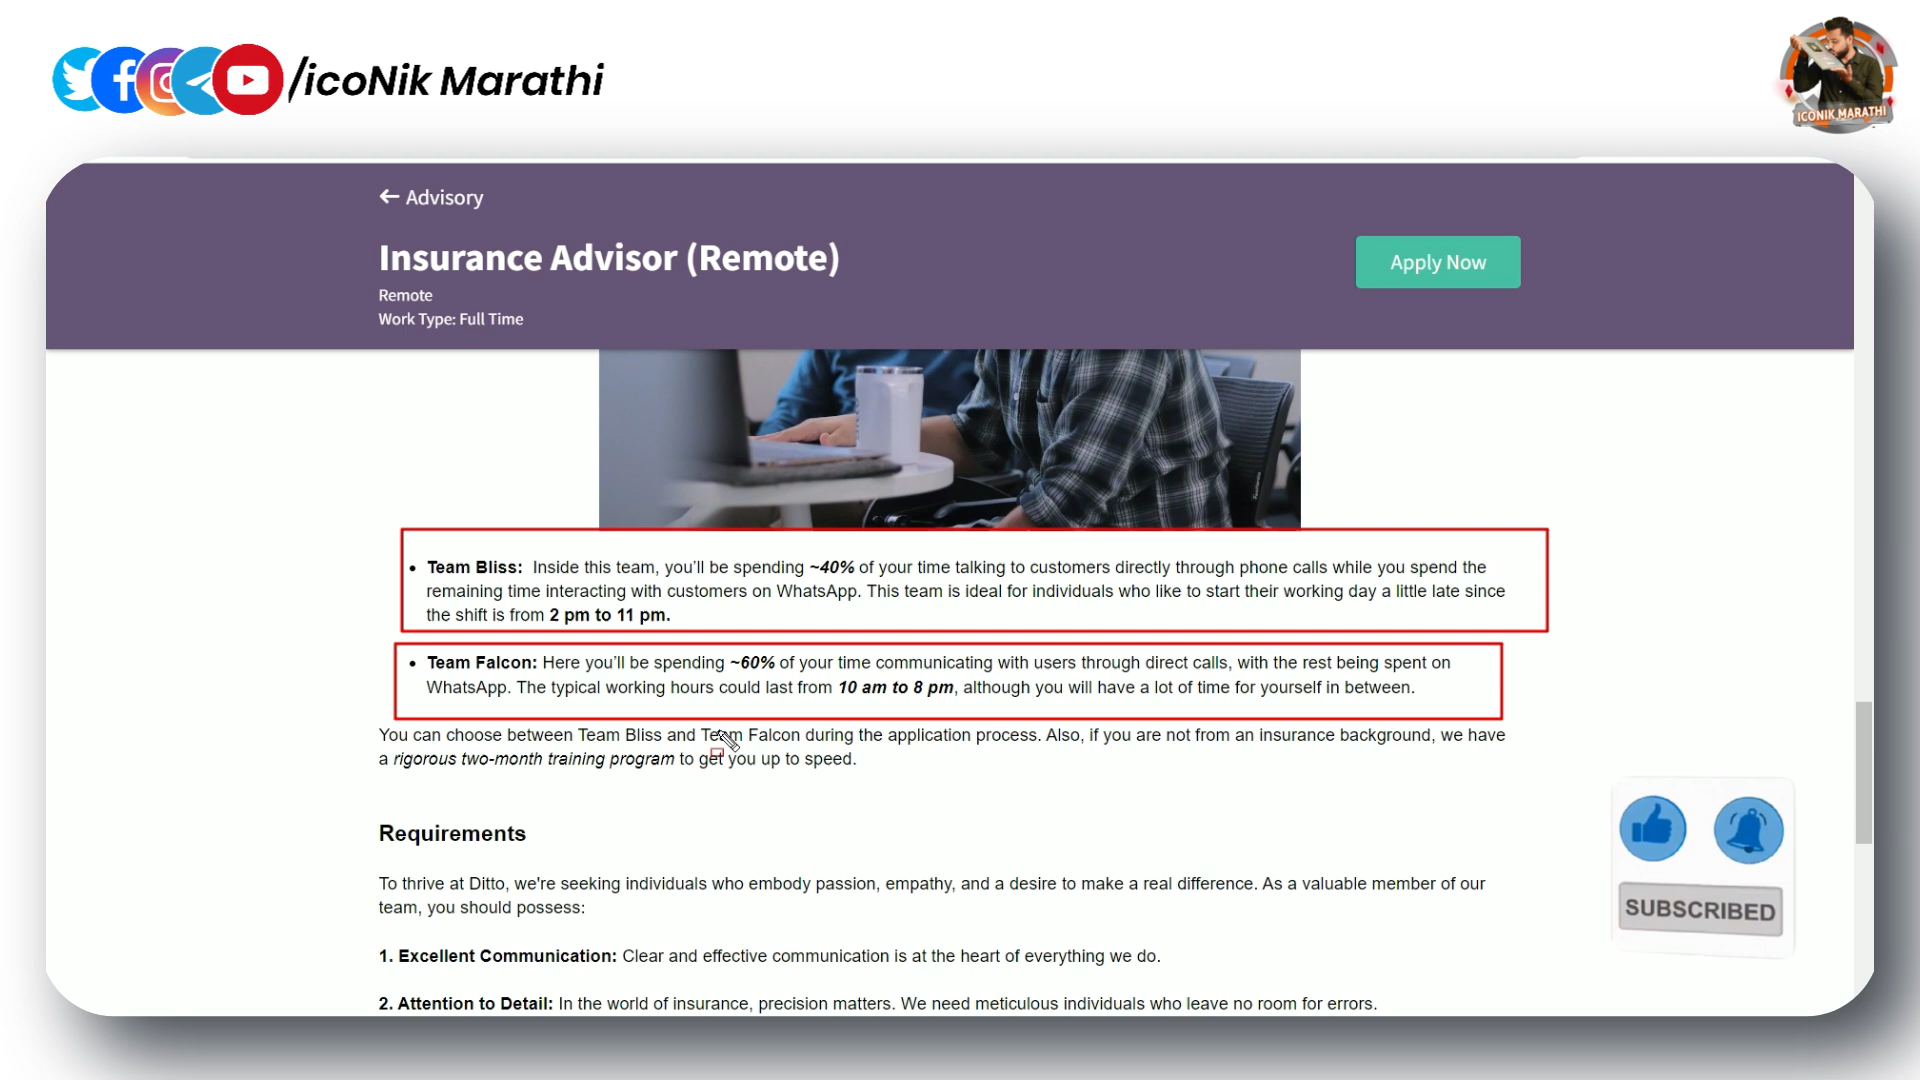 /icoNik Marathi
ICONIK MARATHI
← Advisory
Insurance Advisor (Remote)
Apply Now
Remote
Work Type: Full Time
• Team Bliss: Inside this team, you'll be spending ~40% of your time talking to customers directly through phone calls while you spend the
remaining time interacting with customers on WhatsApp. This team is ideal for individuals who like to start their working day a little late since
the shift is from 2 pm to 11 pm.
• Team Falcon: Here you'll be spending ~60% of your time communicating with users through direct calls, with the rest being spent on
WhatsApp. The typical working hours could last from 10 am to 8 pm, although you will have a lot of time for yourself in between.
You can choose between Team Bliss and Team Falcon during the application process. Also, if you are not from an insurance background, we have
a rigorous two-month training program to get you up to speed.
Requirements
To thrive at Ditto, we're seeking individuals who embody passion, empathy, and a desire to make a real difference. As a valuable member of our
team, you should possess:
SUBSCRIBED
1. Excellent Communication: Clear and effective communication is at the heart of everything we do.
2. Attention to Detail: In the world of insurance, precision matters. We need meticulous individuals who leave no room for errors.